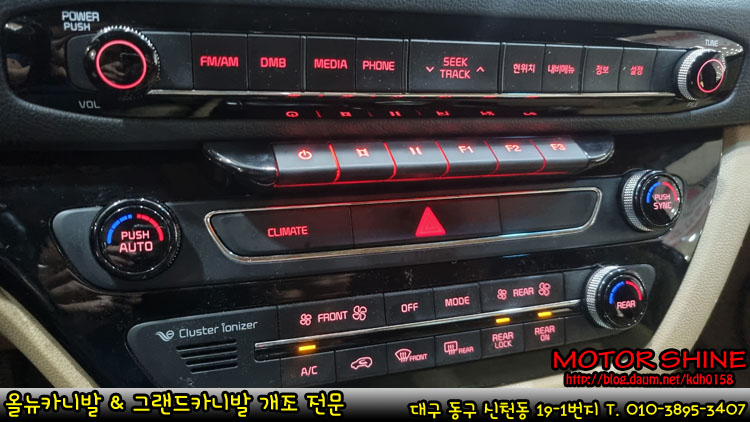 POWER
PUSH
VOL
FM/AM
DMB
MEDIA
PHONE
SEEK
TRACK
현위치
내비메뉴
정보
설정
TUNE
F1
F2
F3
PUSH
AUTO
CLIMATE
PUSH
SYNC
FRONT
OFF
MODE
REAR
REAR
Cluster Ionizer
A/C
FRONT
REAR
REAR
LOCK
REAR
ON
MOTOR SHINE
http://blog.daum.net/kdh0158
올뉴카니발 & 그랜드카니발 개조 전문
대구 동구 신천동 19-1번지 T. 010-3895-3407